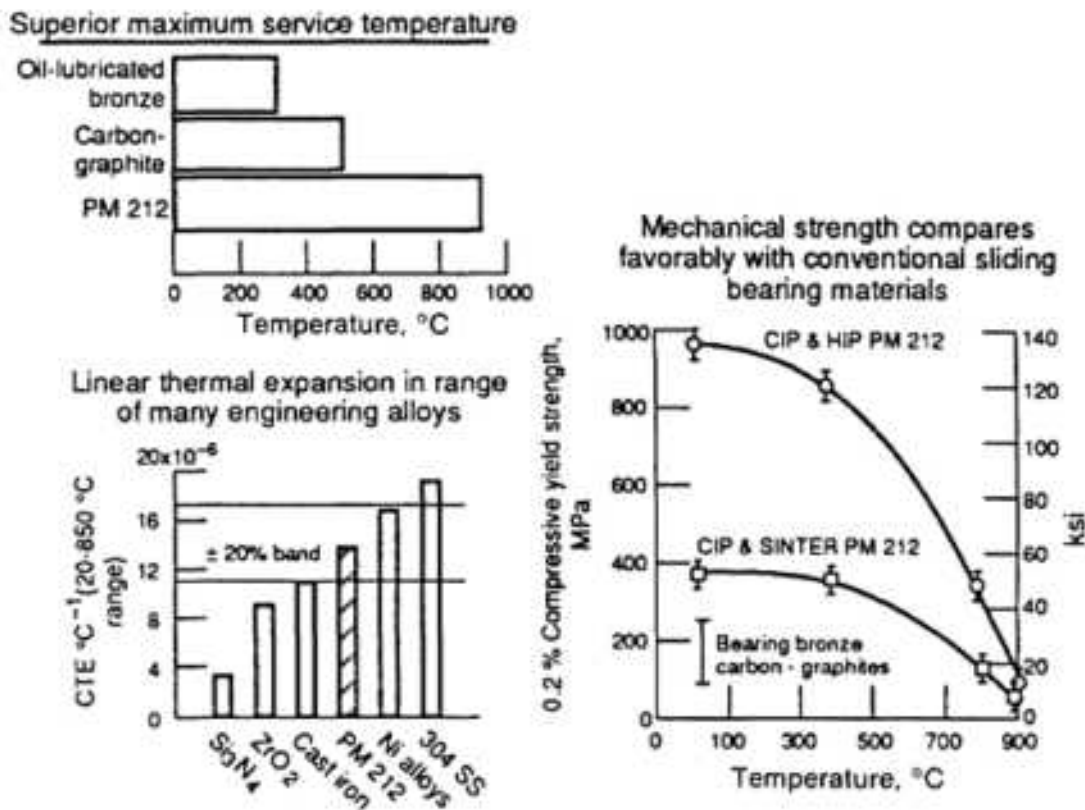 Superior maximum service temperature
Oil-lubricated
bronze
Carbon-
graphite
PM 212
0 200 400 600 800 1000
Temperature, °C
Linear thermal expansion in range
of many engineering alloys
20x10⁻⁶
16
12
8
4
0
± 20% band
CTE °C⁻¹(20-850 °C
range)
Si3N4
ZrO2
Cast iron
PM 212
Ni alloys
304 SS
Mechanical strength compares
favorably with conventional sliding
bearing materials
1000
800
600
400
200
0
0.2 % Compressive yield strength,
MPa
CIP & HIP PM 212
CIP & SINTER PM 212
Bearing bronze
carbon - graphites
140
120
100
80
60
40
20
0
ksi
0 100 300 400 500 600 700 800 900
Temperature, °C